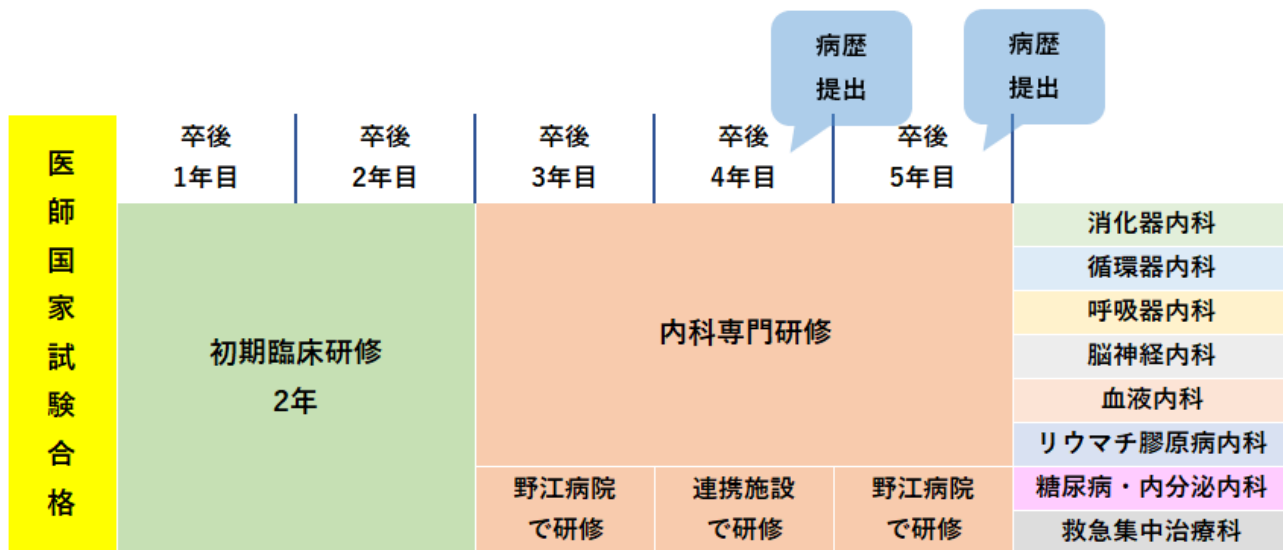 病歴
提出
病歴
提出
医師国家試験合格
卒後
1年目
卒後
2年目
卒後
3年目
卒後
4年目
卒後
5年目
初期臨床研修
2年
内科専門研修
野江病院
で研修
連携施設
で研修
野江病院
で研修
消化器内科
循環器内科
呼吸器内科
脳神経内科
血液内科
リウマチ膠原病内科
糖尿病・内分泌内科
救急集中治療科